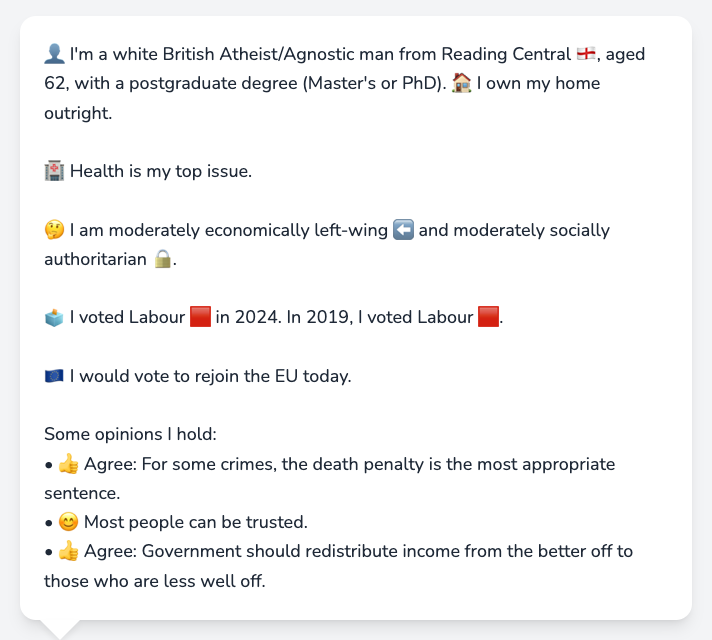 👤 I'm a white British Atheist/Agnostic man from Reading Central 🏴󠁧󠁢󠁥󠁮󠁧󠁿, aged
62, with a postgraduate degree (Master's or PhD). 🏠 I own my home
outright.
🏥 Health is my top issue.
🤔 I am moderately economically left-wing ⬅️ and moderately socially
authoritarian 🔒.
🗳️ I voted Labour 🟥 in 2024. In 2019, I voted Labour 🟥.
🇪🇺 I would vote to rejoin the EU today.
Some opinions I hold:
• 👍 Agree: For some crimes, the death penalty is the most appropriate
sentence.
• 😊 Most people can be trusted.
• 👍 Agree: Government should redistribute income from the better off to
those who are less well off.